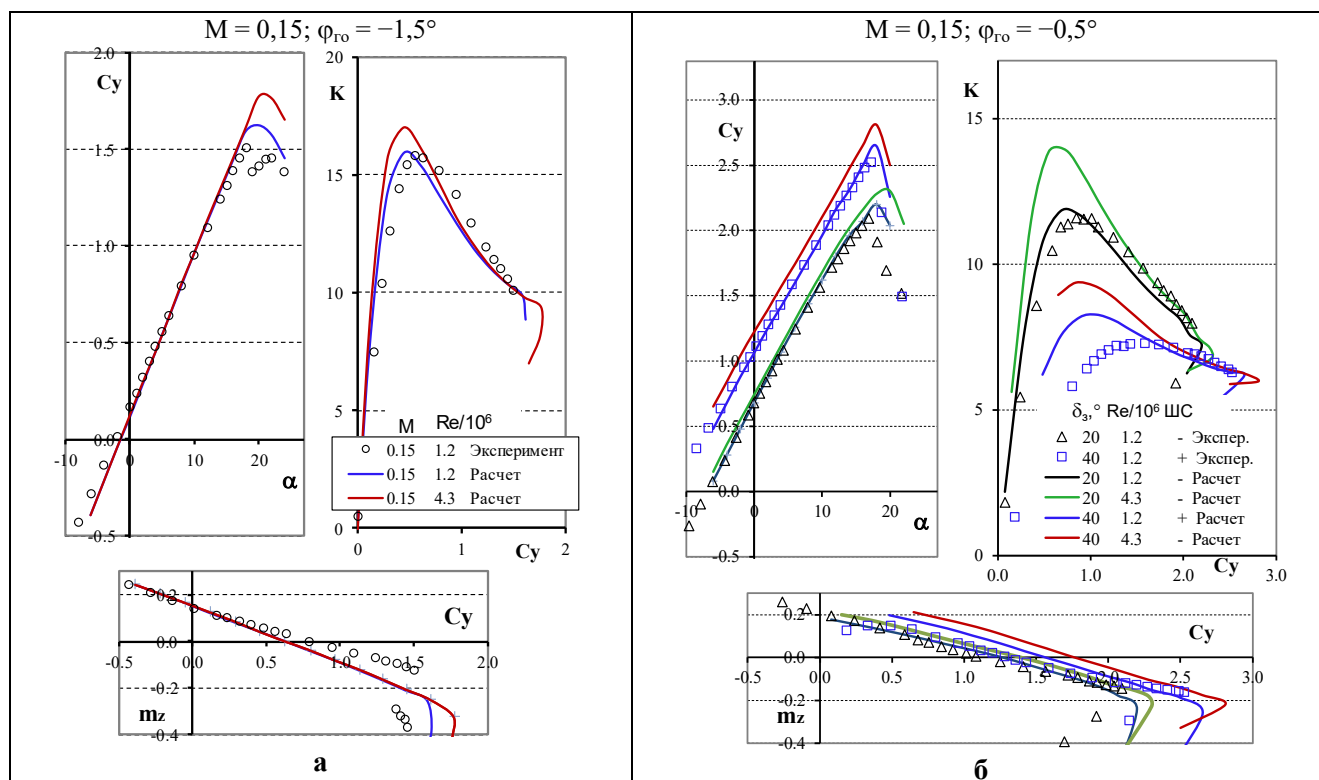 M = 0,15; φго = −1,5°
2.0
Cy
1.5
1.0
0.5
0.0
-10 0 10 20
α
-0.5
20
K
15
10
5
0
0 1 2
Cy
M Re/10⁶
0.15 1.2 Эксперимент
0.15 1.2 Расчет
0.15 4.3 Расчет
0.2
Cy
0.0
-0.5 0.0 0.5 1.0 1.5 2.0
-0.2
mz
-0.4
а
M = 0,15; φго = −0,5°
3.0
Cy
2.5
2.0
1.5
1.0
0.5
0.0
-10 0 10 20
α
-0.5
K
15
10
5
0
0.0 1.0 2.0 3.0
Cy
δз,° Re/10⁶ ШС
20 1.2 - Экспер.
40 1.2 + Экспер.
20 1.2 - Расчет
20 4.3 - Расчет
40 1.2 + Расчет
40 4.3 - Расчет
0.2
Cy
0.0
-0.5 0.0 0.5 1.0 1.5 2.0 2.5 3.0
-0.2
mz
-0.4
б